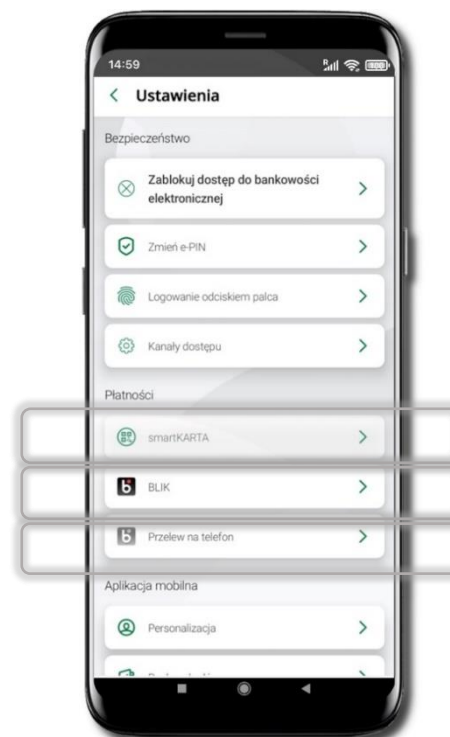 14:59
Ustawienia
Bezpieczeństwo
Zablokuj dostęp do bankowości
elektronicznej
Zmień e-PIN
Logowanie odciskiem palca
Kanały dostępu
Płatności
smartKARTA
BLIK
Przelew na telefon
Aplikacja mobilna
Personalizacja